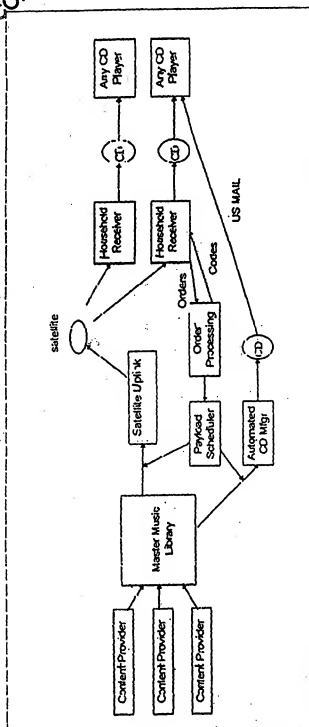 Content Provider
Content Provider
Content Provider
Master Music
Library
Satellite Uplink
satellite
Payload
Scheduler
Order
Processing
Automated
CD Mfgr
Orders
Codes
Household
Receiver
Household
Receiver
CD
CD
CD
US MAIL
Any CD
Player
Any CD
Player